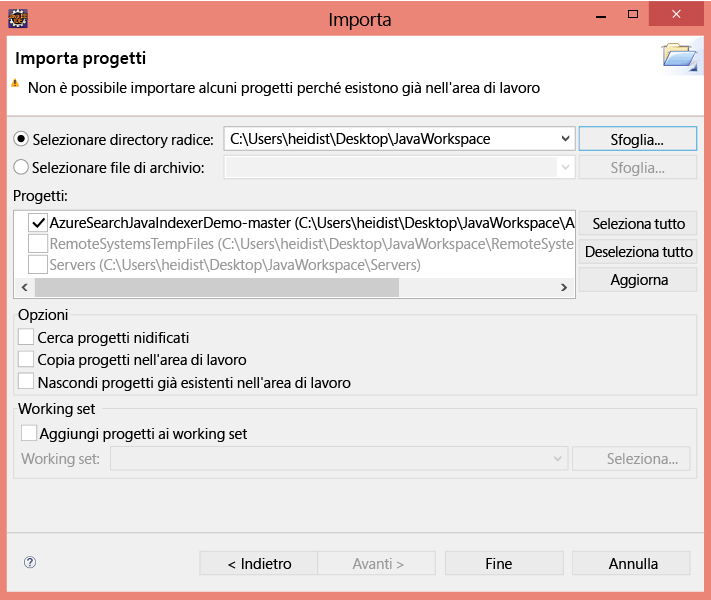 Importa
Importa progetti
Non è possibile importare alcuni progetti perché esistono già nell'area di lavoro
Selezionare directory radice: C:\Users\heidist\Desktop\JavaWorkspace Sfoglia...
Selezionare file di archivio: Sfoglia...
Progetti:
AzureSearchJavaIndexerDemo-master (C:\Users\heidist\Desktop\JavaWorkspace\A Seleziona tutto
RemoteSystemsTempFiles (C:\Users\heidist\Desktop\JavaWorkspace\RemoteSyste Deseleziona tutto
Servers (C:\Users\heidist\Desktop\JavaWorkspace\Servers)
Aggiorna
Opzioni
Cerca progetti nidificati
Copia progetti nell'area di lavoro
Nascondi progetti già esistenti nell'area di lavoro
Working set
Aggiungi progetti ai working set
Working set: Seleziona...
? < Indietro Avanti > Fine Annulla